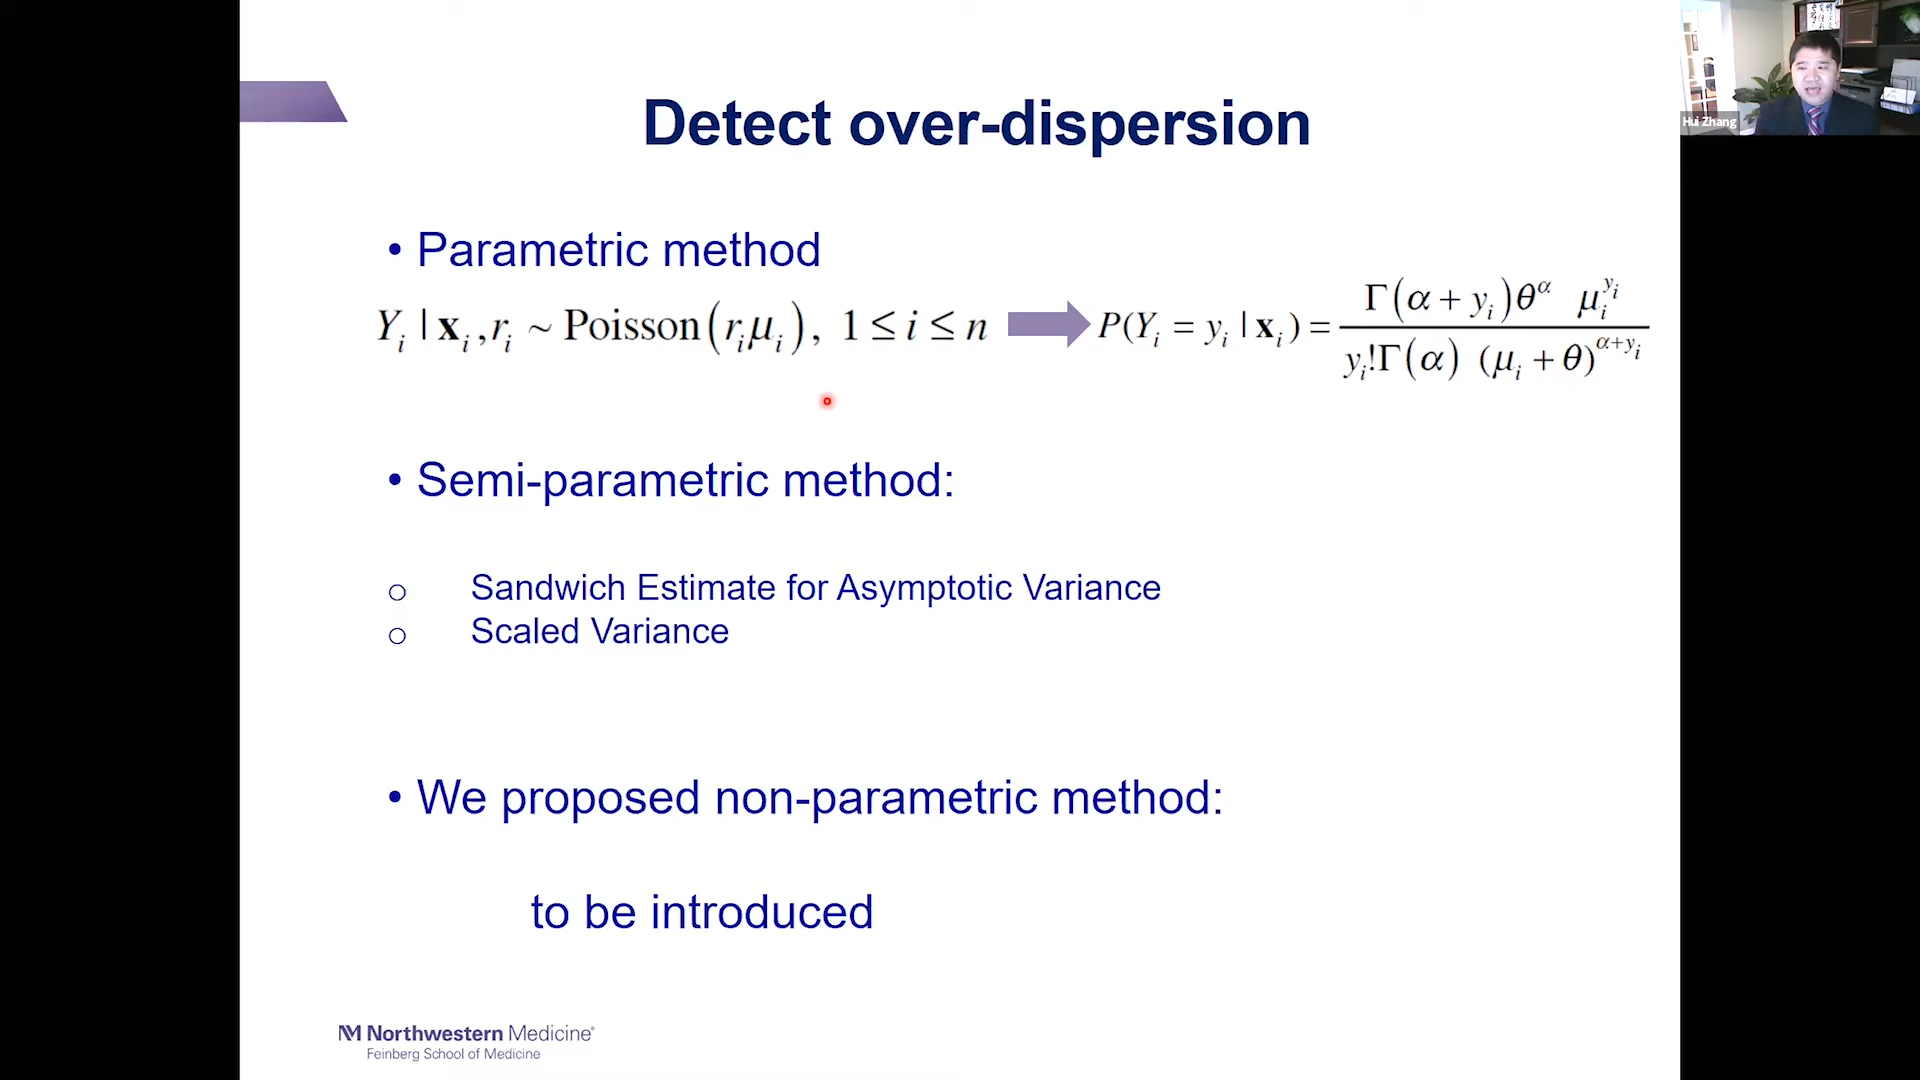 Detect over-dispersion
Hui Zhang
• Parametric method
Y_i | x_i, r_i ~ Poisson(r_i μ_i), 1 ≤ i ≤ n
P(Y_i = y_i | x_i) = Γ(α + y_i)θ^α μ_i^{y_i} / y_i!Γ(α) (μ_i + θ)^{α+y_i}
• Semi-parametric method:
o Sandwich Estimate for Asymptotic Variance
o Scaled Variance
• We proposed non-parametric method:
to be introduced
NM Northwestern Medicine®
Feinberg School of Medicine